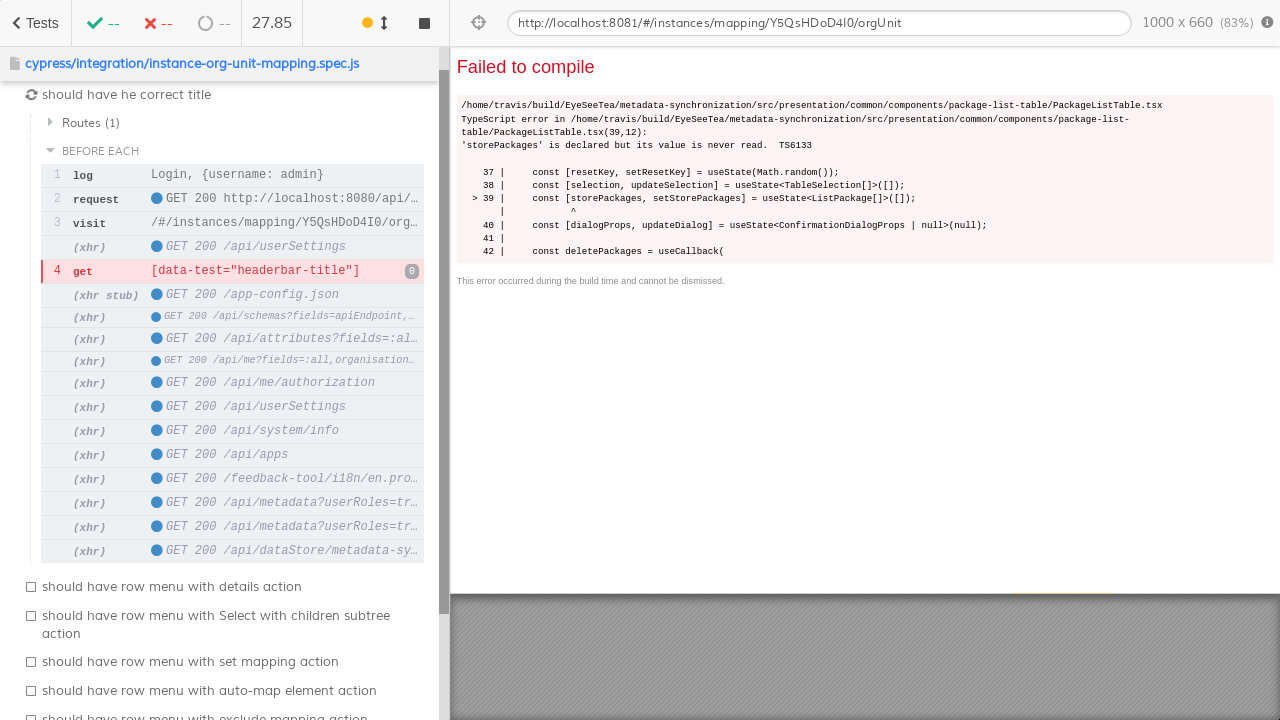 Tests
--
--
--
27.85
http://localhost:8081/#/instances/mapping/Y5QsHDoD4I0/orgUnit
1000 x 660 (83%)
cypress/integration/instance-org-unit-mapping.spec.js
should have he correct title
Routes (1)
BEFORE EACH
1 log Login, {username: admin}
2 request GET 200 http://localhost:8080/api/…
3 visit /#/instances/mapping/Y5QsHDoD4I0/org…
(xhr) GET 200 /api/userSettings
4 get [data-test="headerbar-title"] 0
(xhr stub) GET 200 /app-config.json
(xhr) GET 200 /api/schemas?fields=apiEndpoint,…
(xhr) GET 200 /api/attributes?fields=:al…
(xhr) GET 200 /api/me?fields=:all,organisation…
(xhr) GET 200 /api/me/authorization
(xhr) GET 200 /api/userSettings
(xhr) GET 200 /api/system/info
(xhr) GET 200 /api/apps
(xhr) GET 200 /feedback-tool/i18n/en.pro…
(xhr) GET 200 /api/metadata?userRoles=tr…
(xhr) GET 200 /api/metadata?userRoles=tr…
(xhr) GET 200 /api/dataStore/metadata-sy…
should have row menu with details action
should have row menu with Select with children subtree
action
should have row menu with set mapping action
should have row menu with auto-map element action
should have row menu with exclude mapping action
Failed to compile
/home/travis/build/EyeSeeTea/metadata-synchronization/src/presentation/common/components/package-list-table/PackageListTable.tsx
TypeScript error in /home/travis/build/EyeSeeTea/metadata-synchronization/src/presentation/common/components/package-list-
table/PackageListTable.tsx(39,12):
'storePackages' is declared but its value is never read.  TS6133
37 |     const [resetKey, setResetKey] = useState(Math.random());
38 |     const [selection, updateSelection] = useState<TableSelection[]>([]);
> 39 |     const [storePackages, setStorePackages] = useState<ListPackage[]>([]);
|            ^
40 |     const [dialogProps, updateDialog] = useState<ConfirmationDialogProps | null>(null);
41 |
42 |     const deletePackages = useCallback(
This error occurred during the build time and cannot be dismissed.